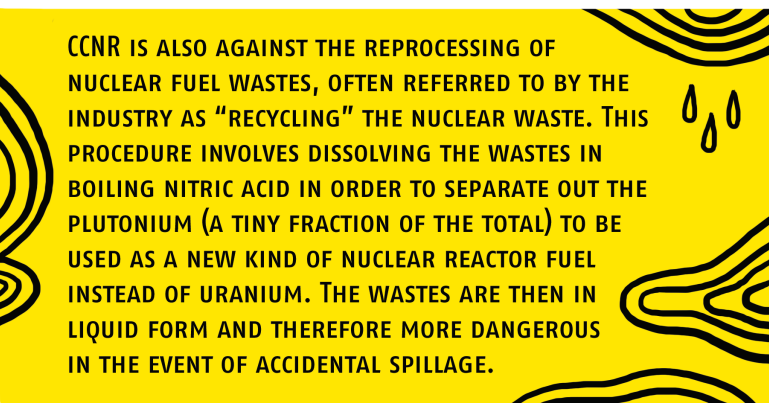 CCNR is also against the reprocessing of
nuclear fuel wastes, often referred to by the
industry as “recycling” the nuclear waste. This
procedure involves dissolving the wastes in
boiling nitric acid in order to separate out the
plutonium (a tiny fraction of the total) to be
used as a new kind of nuclear reactor fuel
instead of uranium. The wastes are then in
liquid form and therefore more dangerous
in the event of accidental spillage.